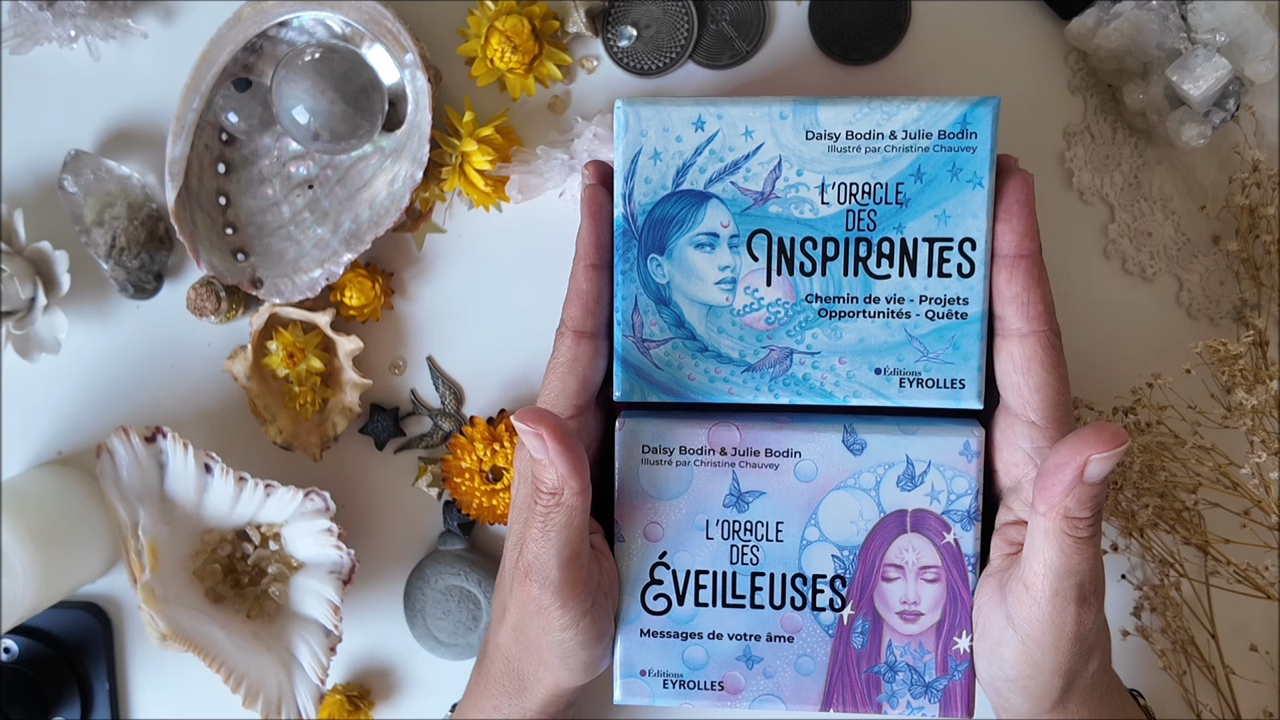 Daisy Bodin & Julie Bodin
Illustré par Christine Chauvey
L'ORACLE
DES
INSPIRANTES
Chemin de vie - Projets
Opportunités - Quête
Éditions
EYROLLES
Daisy Bodin & Julie Bodin
Illustré par Christine Chauvey
L'ORACLE
DES
ÉVEILLEUSES
Messages de votre âme
Éditions
EYROLLES